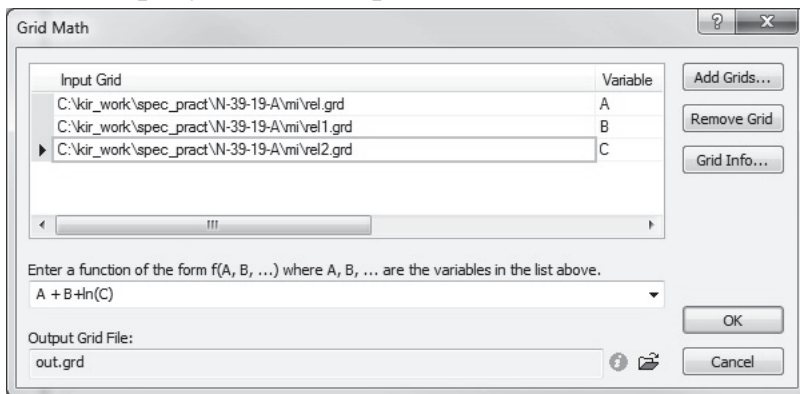 Grid Math
Input Grid Variable
C:\kir_work\spec_pract\N-39-19-A\mi\rel.grd A
C:\kir_work\spec_pract\N-39-19-A\mi\rel1.grd B
C:\kir_work\spec_pract\N-39-19-A\mi\rel2.grd C
Add Grids...
Remove Grid
Grid Info...
Enter a function of the form f(A, B, ...) where A, B, ... are the variables in the list above.
A + B+ln(C)
OK
Output Grid File:
out.grd
Cancel